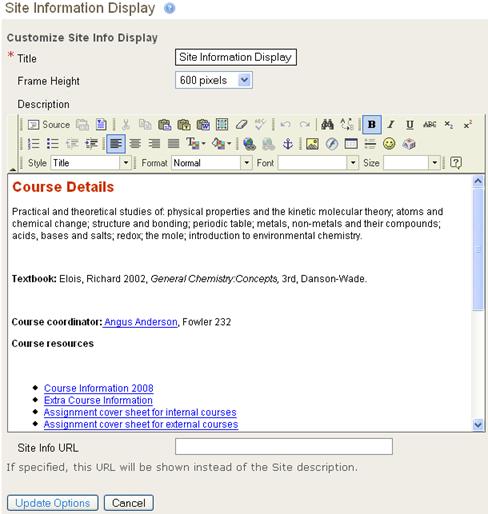 Site Information Display
Customize Site Info Display
* Title Site Information Display
Frame Height 600 pixels
Description
Source B I U ABC x₂ x²
Style Title Format Normal Font Size
Course Details
Practical and theoretical studies of: physical properties and the kinetic molecular theory; atoms and
chemical change; structure and bonding; periodic table; metals, non-metals and their compounds;
acids, bases and salts; redox; the mole; introduction to environmental chemistry.
Textbook: Elois, Richard 2002, General Chemistry:Concepts, 3rd, Danson-Wade.
Course coordinator: Angus Anderson, Fowler 232
Course resources
Course Information 2008
Extra Course Information
Assignment cover sheet for internal courses
Assignment cover sheet for external courses
Site Info URL
If specified, this URL will be shown instead of the Site description.
Update Options Cancel